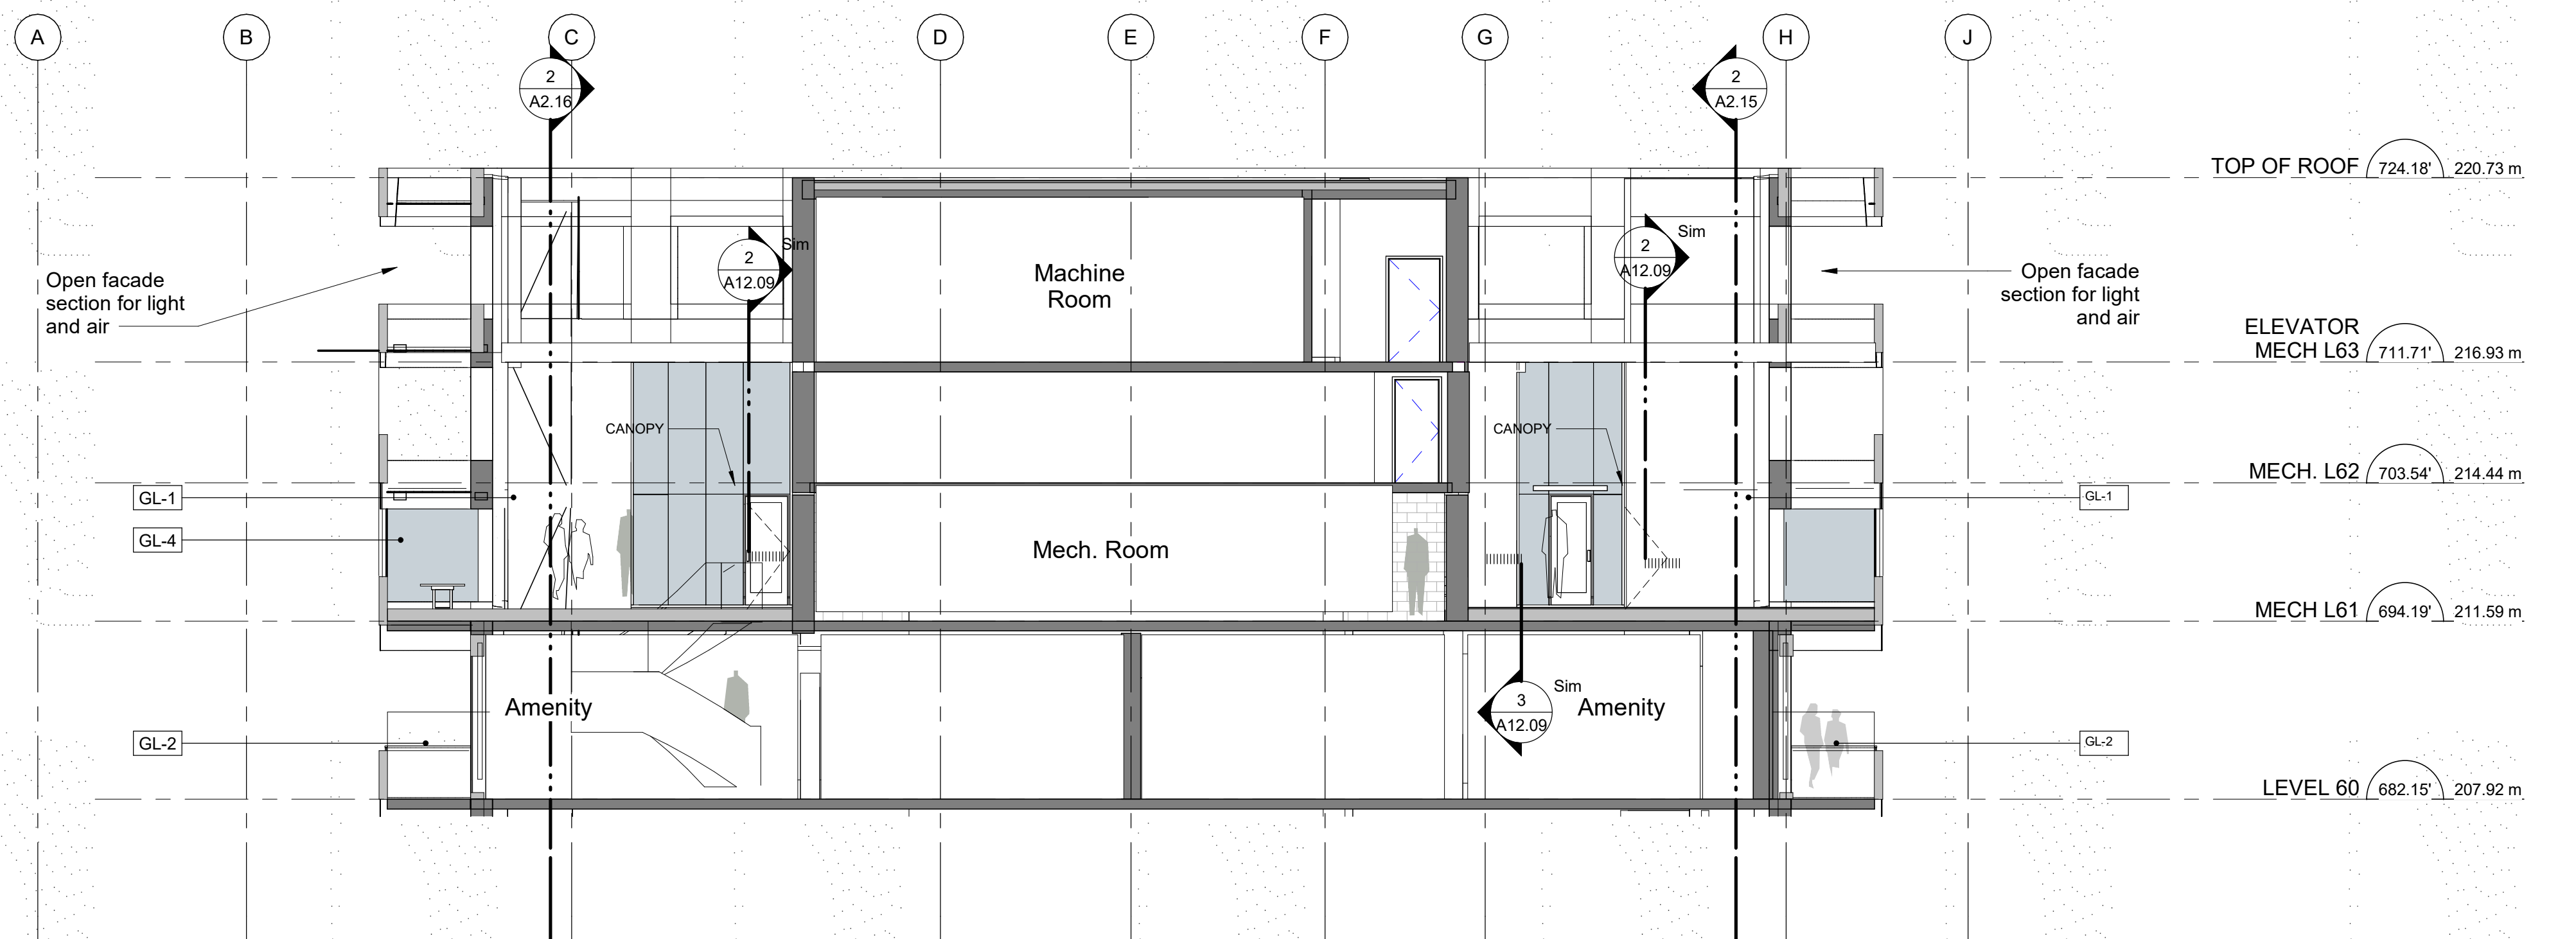 A
B
C
D
E
F
G
H
J
2
A2.16
2
A2.15
TOP OF ROOF 724.18' 220.73 m
Sim
2
A12.09
Sim
2
A12.09
Open facade
section for light
and air
Machine
Room
Open facade
section for light
and air
ELEVATOR
MECH L63 711.71' 216.93 m
CANOPY
CANOPY
MECH. L62 703.54' 214.44 m
GL-1
GL-1
GL-4
Mech. Room
MECH L61 694.19' 211.59 m
Sim
3
A12.09
Amenity
Amenity
GL-2
GL-2
LEVEL 60 682.15' 207.92 m